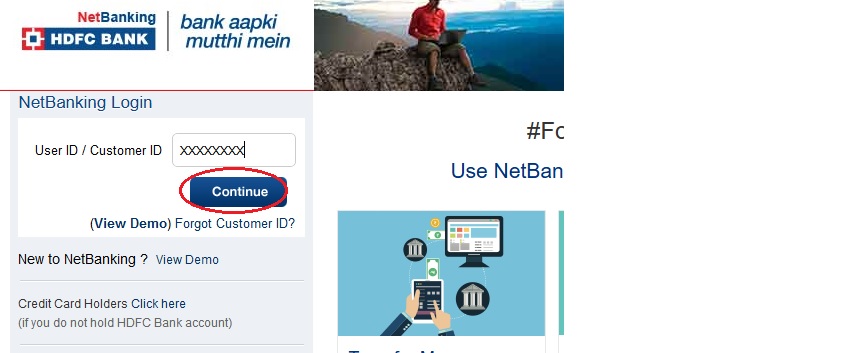 NetBanking
HDFC BANK
bank aapki
mutthi mein
NetBanking Login
User ID / Customer ID XXXXXXXX
Continue
(View Demo) Forgot Customer ID?
New to NetBanking ? View Demo
Credit Card Holders Click here
(if you do not hold HDFC Bank account)
#Fo
Use NetBan